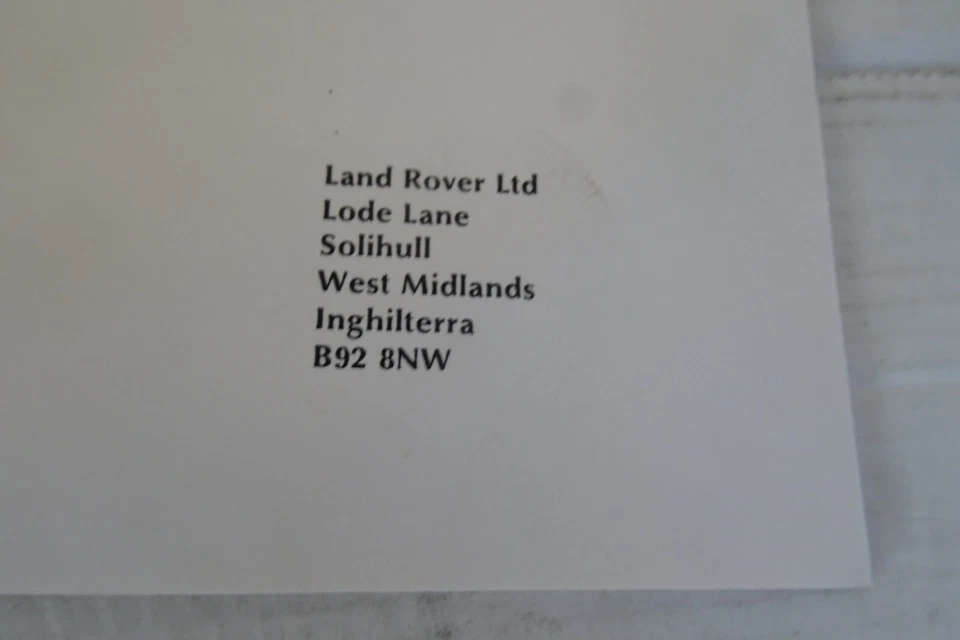 Land Rover Ltd
Lode Lane
Solihull
West Midlands
Inghilterra
B92 8NW